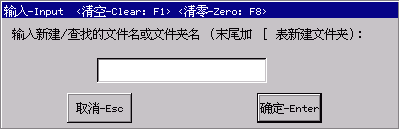 输入-Input <清空-Clear: F1> <清零-Zero: F8>
输入新建/查找的文件名或文件夹名 (末尾加 [ 表新建文件夹):
取消-Esc
确定-Enter